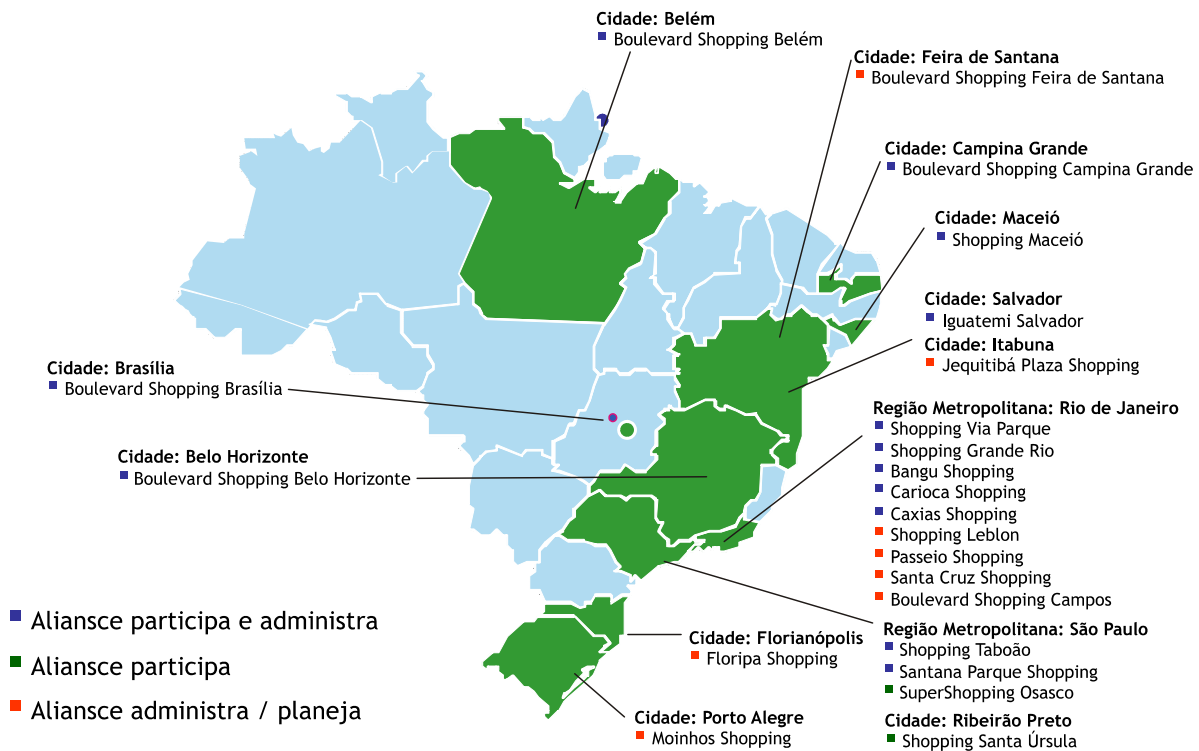 Cidade: Belém
Boulevard Shopping Belém
Cidade: Feira de Santana
Boulevard Shopping Feira de Santana
Cidade: Campina Grande
Boulevard Shopping Campina Grande
Cidade: Maceió
Shopping Maceió
Cidade: Salvador
Iguatemi Salvador
Cidade: Itabuna
Jequitibá Plaza Shopping
Cidade: Brasília
Boulevard Shopping Brasília
Cidade: Belo Horizonte
Boulevard Shopping Belo Horizonte
Região Metropolitana: Rio de Janeiro
Shopping Via Parque
Shopping Grande Rio
Bangu Shopping
Carioca Shopping
Caxias Shopping
Shopping Leblon
Passeio Shopping
Santa Cruz Shopping
Boulevard Shopping Campos
Região Metropolitana: São Paulo
Shopping Taboão
Santana Parque Shopping
SuperShopping Osasco
Cidade: Ribeirão Preto
Shopping Santa Úrsula
Cidade: Florianópolis
Floripa Shopping
Cidade: Porto Alegre
Moinhos Shopping
Aliansce participa e administra
Aliansce participa
Aliansce administra / planeja